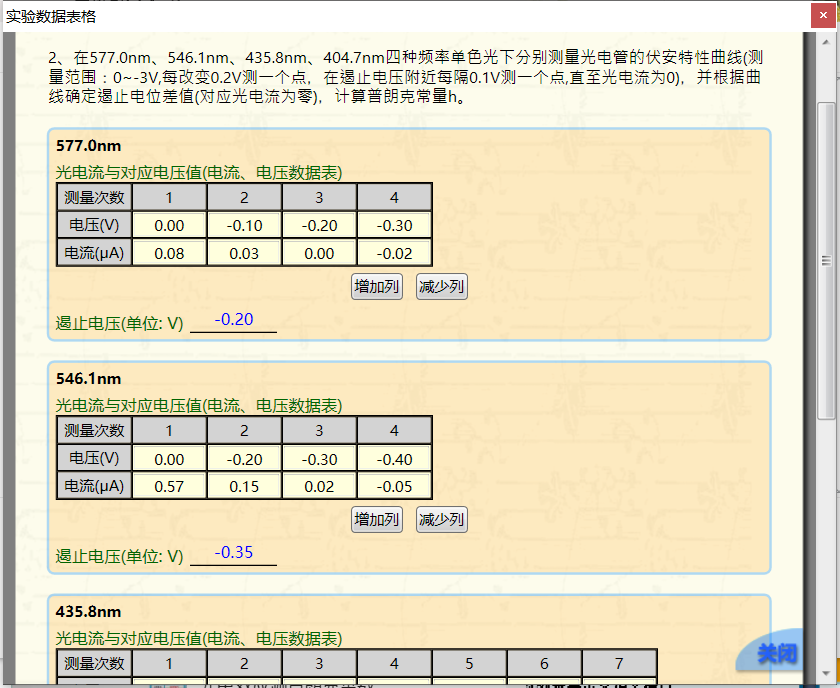 实验数据表格
2、在577.0nm、546.1nm、435.8nm、404.7nm四种频率单色光下分别测量光电管的伏安特性曲线(测
量范围：0~-3V,每改变0.2V测一个点，在遏止电压附近每隔0.1V测一个点,直至光电流为0)，并根据曲
线确定遏止电位差值(对应光电流为零)，计算普朗克常量h。
577.0nm
光电流与对应电压值(电流、电压数据表)
测量次数 1 2 3 4
电压(V) 0.00 -0.10 -0.20 -0.30
电流(μA) 0.08 0.03 0.00 -0.02
增加列 减少列
遏止电压(单位: V) -0.20
546.1nm
光电流与对应电压值(电流、电压数据表)
测量次数 1 2 3 4
电压(V) 0.00 -0.20 -0.30 -0.40
电流(μA) 0.57 0.15 0.02 -0.05
增加列 减少列
遏止电压(单位: V) -0.35
435.8nm
光电流与对应电压值(电流、电压数据表)
测量次数 1 2 3 4 5 6 7
关闭